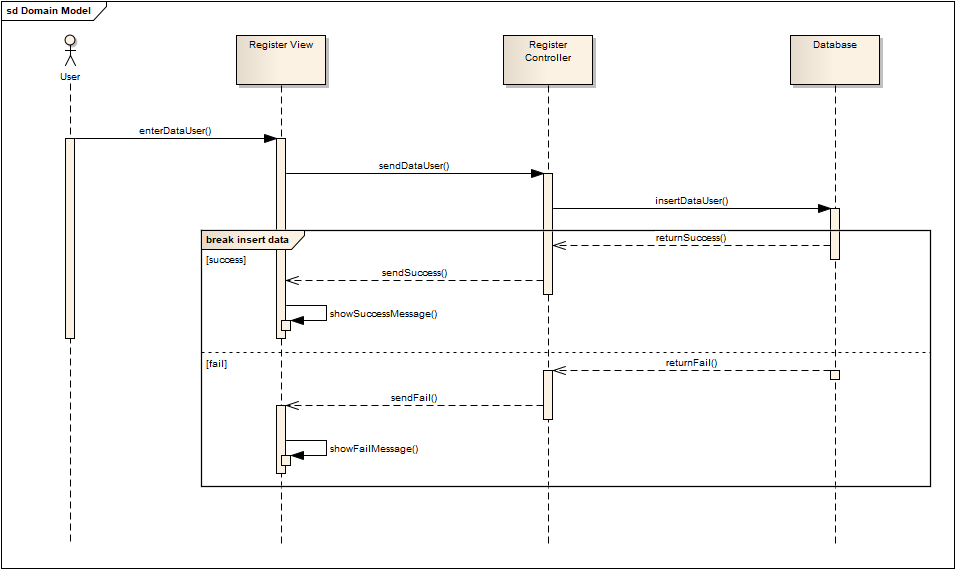 sd Domain Model
User
Register View
Register
Controller
Database
enterDataUser()
sendDataUser()
insertDataUser()
break insert data
returnSuccess()
[success]
sendSuccess()
showSuccessMessage()
[fail]
returnFail()
sendFail()
showFailMessage()